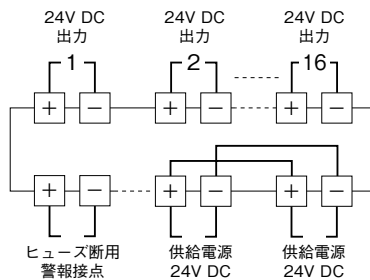 24V DC
出力
24V DC
出力
24V DC
出力
1
2
16
+ − + − + −
+ − + − + −
ヒューズ断用
警報接点
供給電源
24V DC
供給電源
24V DC